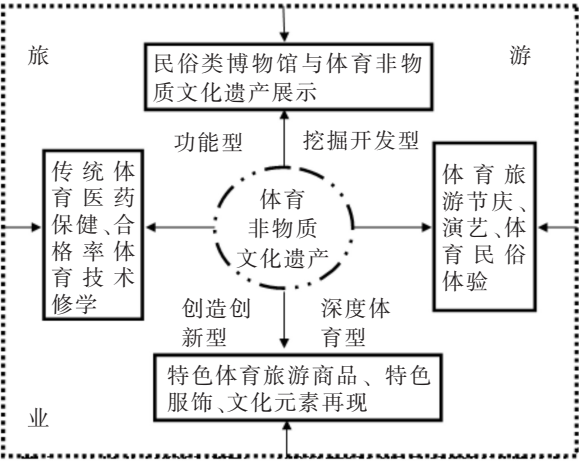 旅
游
民俗类博物馆与体育非物
质文化遗产展示
功能型
挖掘开发型
传统体
育医药
保健、合
格率体
育技术
修学
体育
非物质
文化遗产
体育旅
游节庆、
演艺、体
育民俗
体验
创造创
新型
深度体
育型
特色体育旅游商品、特色
服饰、文化元素再现
业